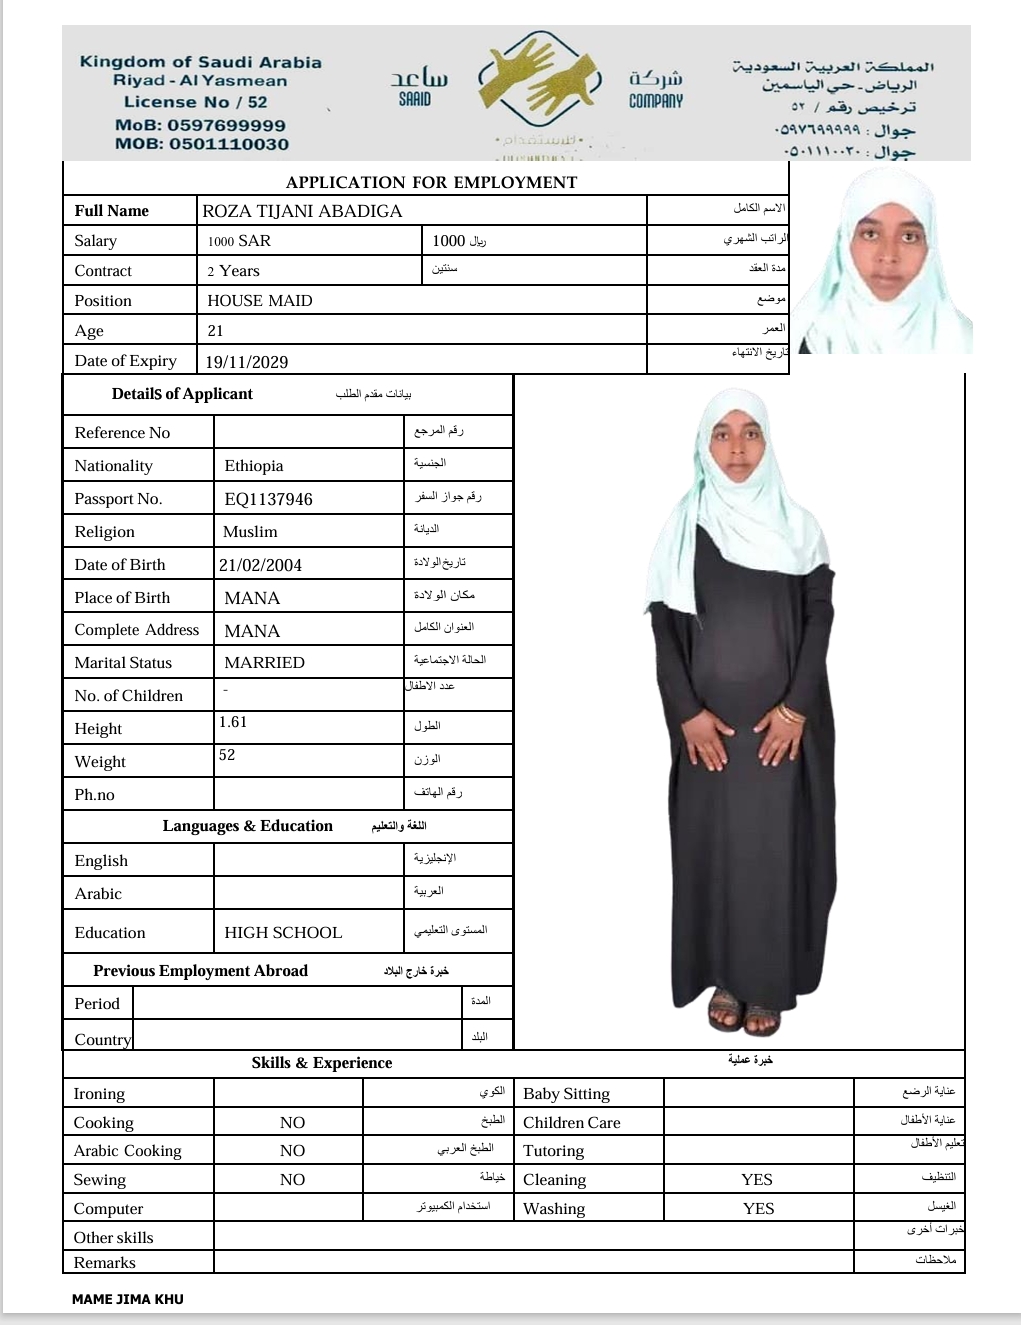 Kingdom of Saudi Arabia
Riyad - Al Yasmean
License No / 52
MoB: 0597699999
MOB: 0501110030
ساعد
SAAID
شركة
COMPANY
للاستقدام
المملكة العربية السعودية
الرياض - حي الياسمين
ترخيص رقم / ٥٢
جوال : ٠٥٩٧٦٩٩٩٩٩
جوال : ٠٥٠١١١٠٠٣٠
APPLICATION FOR EMPLOYMENT
Full Name ROZA TIJANI ABADIGA الاسم الكامل
Salary 1000 SAR 1000 ريال الراتب الشهري
Contract 2 Years سنتين مدة العقد
Position HOUSE MAID موضع
Age 21 العمر
Date of Expiry 19/11/2029 تاريخ الانتهاء
Details of Applicant بيانات مقدم الطلب
Reference No رقم المرجع
Nationality Ethiopia الجنسية
Passport No. EQ1137946 رقم جواز السفر
Religion Muslim الديانة
Date of Birth 21/02/2004 تاريخ الولادة
Place of Birth MANA مكان الولادة
Complete Address MANA العنوان الكامل
Marital Status MARRIED الحالة الاجتماعية
No. of Children - عدد الاطفال
Height 1.61 الطول
Weight 52 الوزن
Ph.no رقم الهاتف
Languages & Education اللغة والتعليم
English الإنجليزية
Arabic العربية
Education HIGH SCHOOL المستوى التعليمي
Previous Employment Abroad خبرة خارج البلاد
Period المدة
Country البلد
Skills & Experience خبرة عملية
Ironing الكوي Baby Sitting عناية الرضع
Cooking NO الطبخ Children Care عناية الأطفال
Arabic Cooking NO الطبخ العربي Tutoring تعليم الأطفال
Sewing NO خياطة Cleaning YES التنظيف
Computer استخدام الكمبيوتر Washing YES الغسيل
Other skills خبرات أخرى
Remarks ملاحظات
MAME JIMA KHU